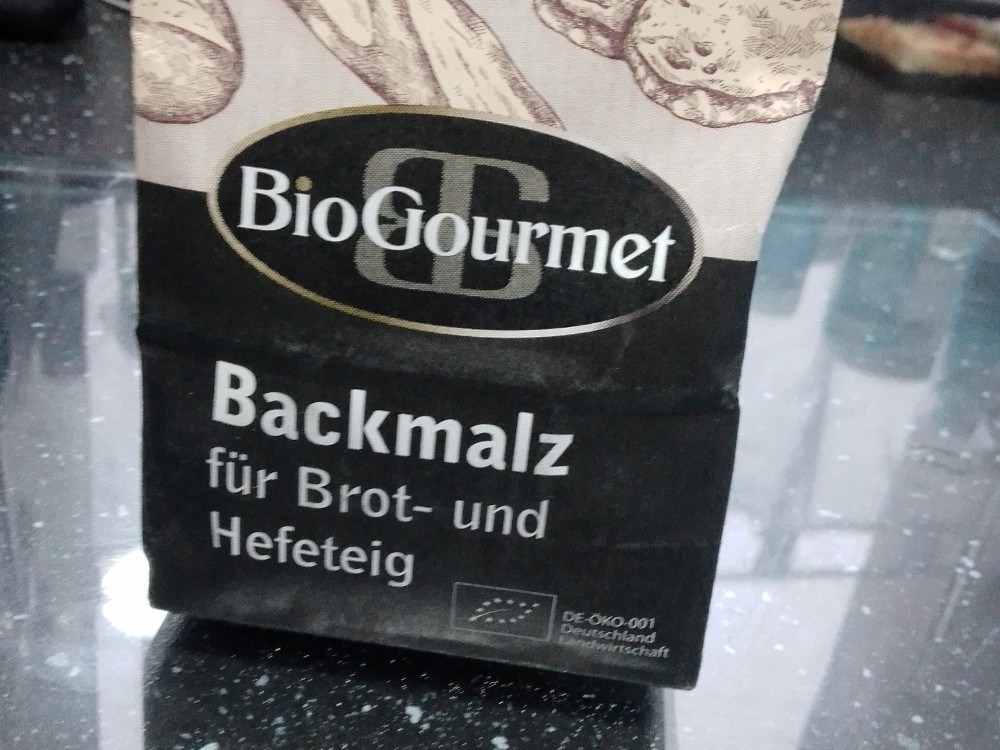 BioGourmet
Backmalz
für Brot- und
Hefeteig
DE-ÖKO-001
Deutschland
Landwirtschaft